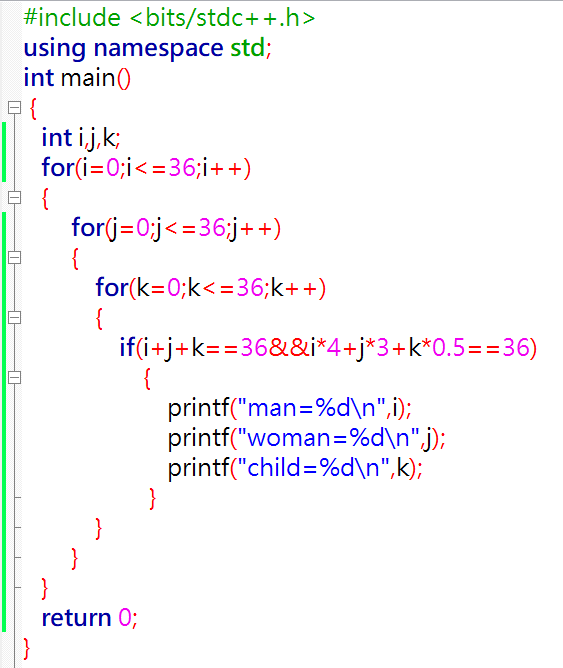 #include <bits/stdc++.h>
using namespace std;
int main()
{
int i,j,k;
for(i=0;i<=36;i++)
{
for(j=0;j<=36;j++)
{
for(k=0;k<=36;k++)
{
if(i+j+k==36&&i*4+j*3+k*0.5==36)
{
printf("man=%d\n",i);
printf("woman=%d\n",j);
printf("child=%d\n",k);
}
}
}
}
return 0;
}